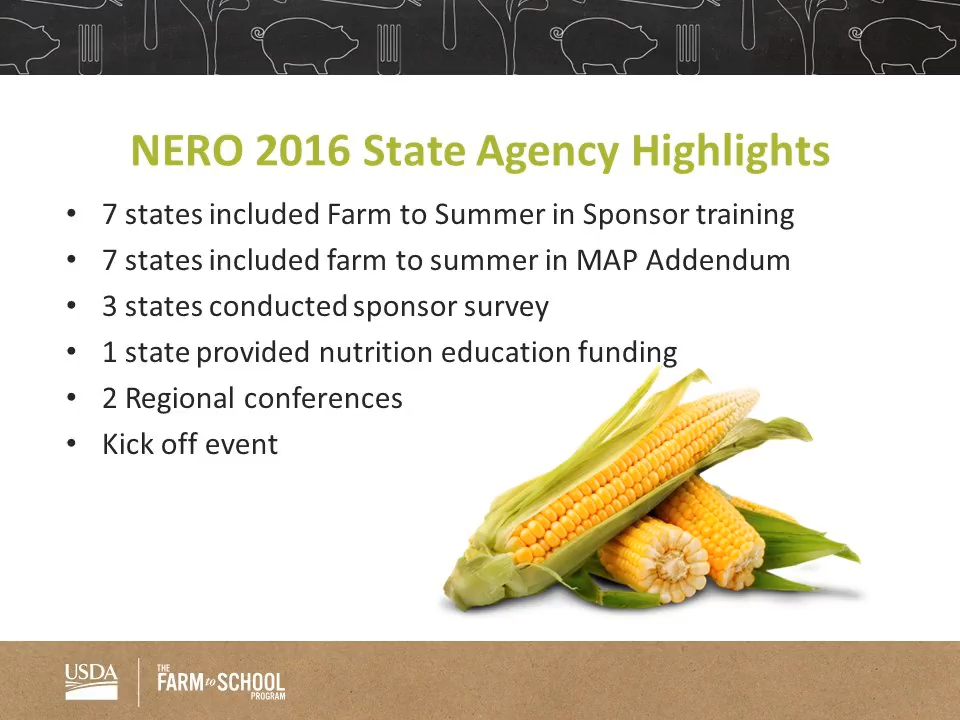 NERO 2016 State Agency Highlights
• 7 states included Farm to Summer in Sponsor training
• 7 states included farm to summer in MAP Addendum
• 3 states conducted sponsor survey
• 1 state provided nutrition education funding
• 2 Regional conferences
• Kick off event
USDA
THE
FARM to SCHOOL
PROGRAM